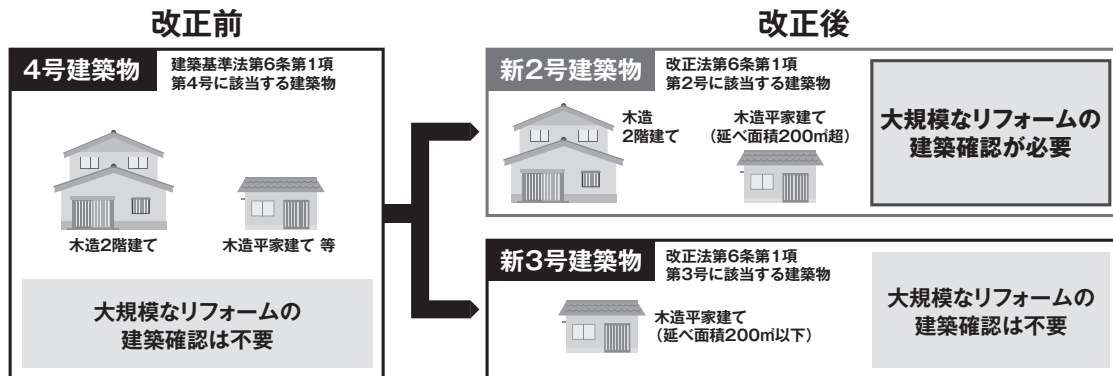 改正前
4号建築物
建築基準法第6条第1項
第4号に該当する建築物
木造2階建て
木造平家建て 等
大規模なリフォームの
建築確認は不要
改正後
新2号建築物
改正法第6条第1項
第2号に該当する建築物
木造
2階建て
木造平家建て
（延べ面積200㎡超）
大規模なリフォームの
建築確認が必要
新3号建築物
改正法第6条第1項
第3号に該当する建築物
木造平家建て
（延べ面積200㎡以下）
大規模なリフォームの
建築確認は不要